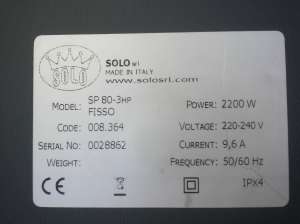 SOLO srl
MADE IN ITALY
www.solosrl.com
SOLO
MODEL: SP 80-3HP
FISSO
POWER: 2200 W
CODE: 008.364
VOLTAGE: 220-240 V
SERIAL NO: 0028862
CURRENT: 9,6 A
WEIGHT:
FREQUENCY: 50/60 Hz
CE
IPX4